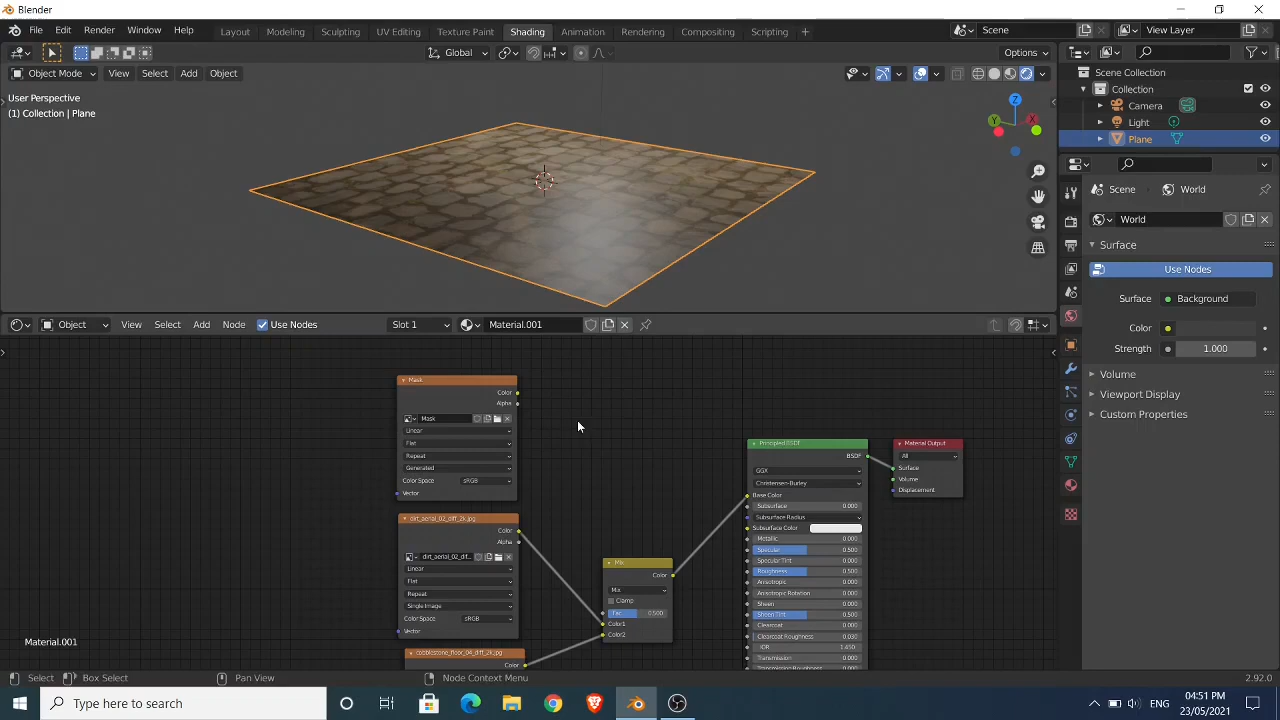 Blender
File Edit Render Window Help
Layout Modeling Sculpting UV Editing Texture Paint Shading Animation Rendering Compositing Scripting +
Scene
View Layer
Global
Options
Object Mode View Select Add Object
User Perspective
(1) Collection | Plane
Z
Y
X
Scene Collection
Collection
Camera
Light
Plane
Scene
World
World
Surface
Use Nodes
Surface Background
Color
Strength 1.000
Volume
Viewport Display
Custom Properties
Object View Select Add Node Use Nodes Slot 1 Material.001
Mask
Color
Alpha
Mask
Linear
Flat
Repeat
Generated
Color Space sRGB
Vector
dirt_aerial_02_diff_2k.jpg
Color
Alpha
dirt_aerial_02_dif...
Linear
Flat
Repeat
Single Image
Color Space sRGB
Vector
cobblestone_floor_04_diff_2k.jpg
Color
Mix
Color
Mix
Clamp
Fac 0.500
Color1
Color2
Principled BSDF
BSDF
GGX
Christensen-Burley
Base Color
Subsurface 0.000
Subsurface Radius
Subsurface Color
Metallic 0.000
Specular 0.500
Specular Tint 0.000
Roughness 0.500
Anisotropic 0.000
Anisotropic Rotation 0.000
Sheen 0.000
Sheen Tint 0.500
Clearcoat 0.000
Clearcoat Roughness 0.030
IOR 1.450
Transmission 0.000
Transmission Roughness 0.000
Material Output
All
Surface
Volume
Displacement
Material.001
Select Box Select Pan View Node Context Menu 2.92.0
Type here to search
ENG
04:51 PM
23/05/2021